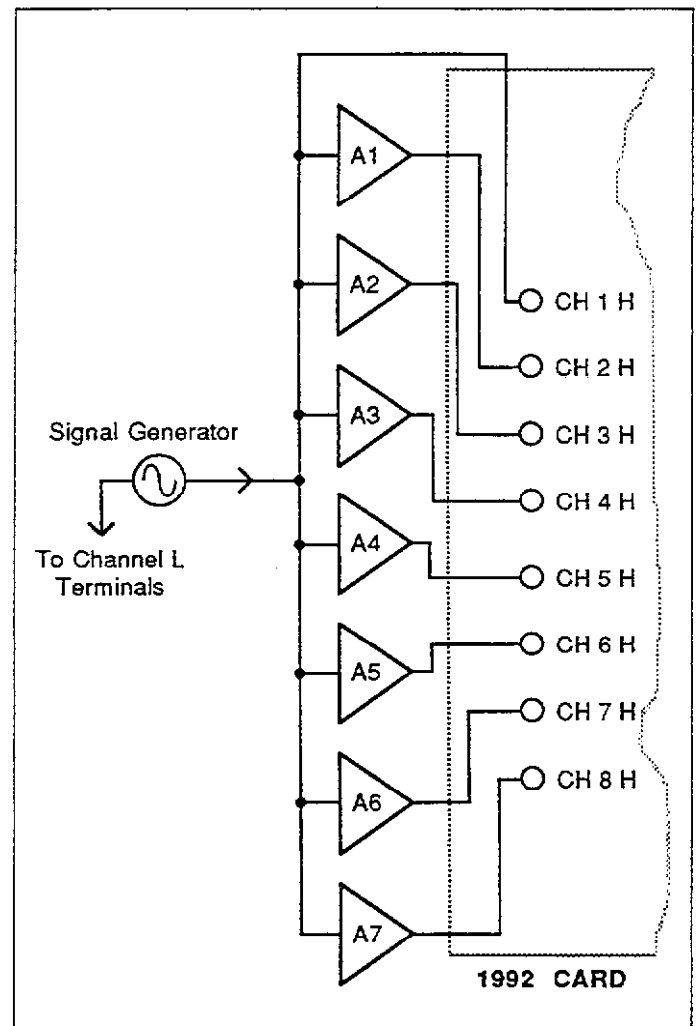 A1
A2
CH 1 H
CH 2 H
A3
Signal Generator
CH 3 H
CH 4 H
A4
To Channel L
Terminals
CH 5 H
A5
CH 6 H
CH 7 H
A6
CH 8 H
A7
1992 CARD